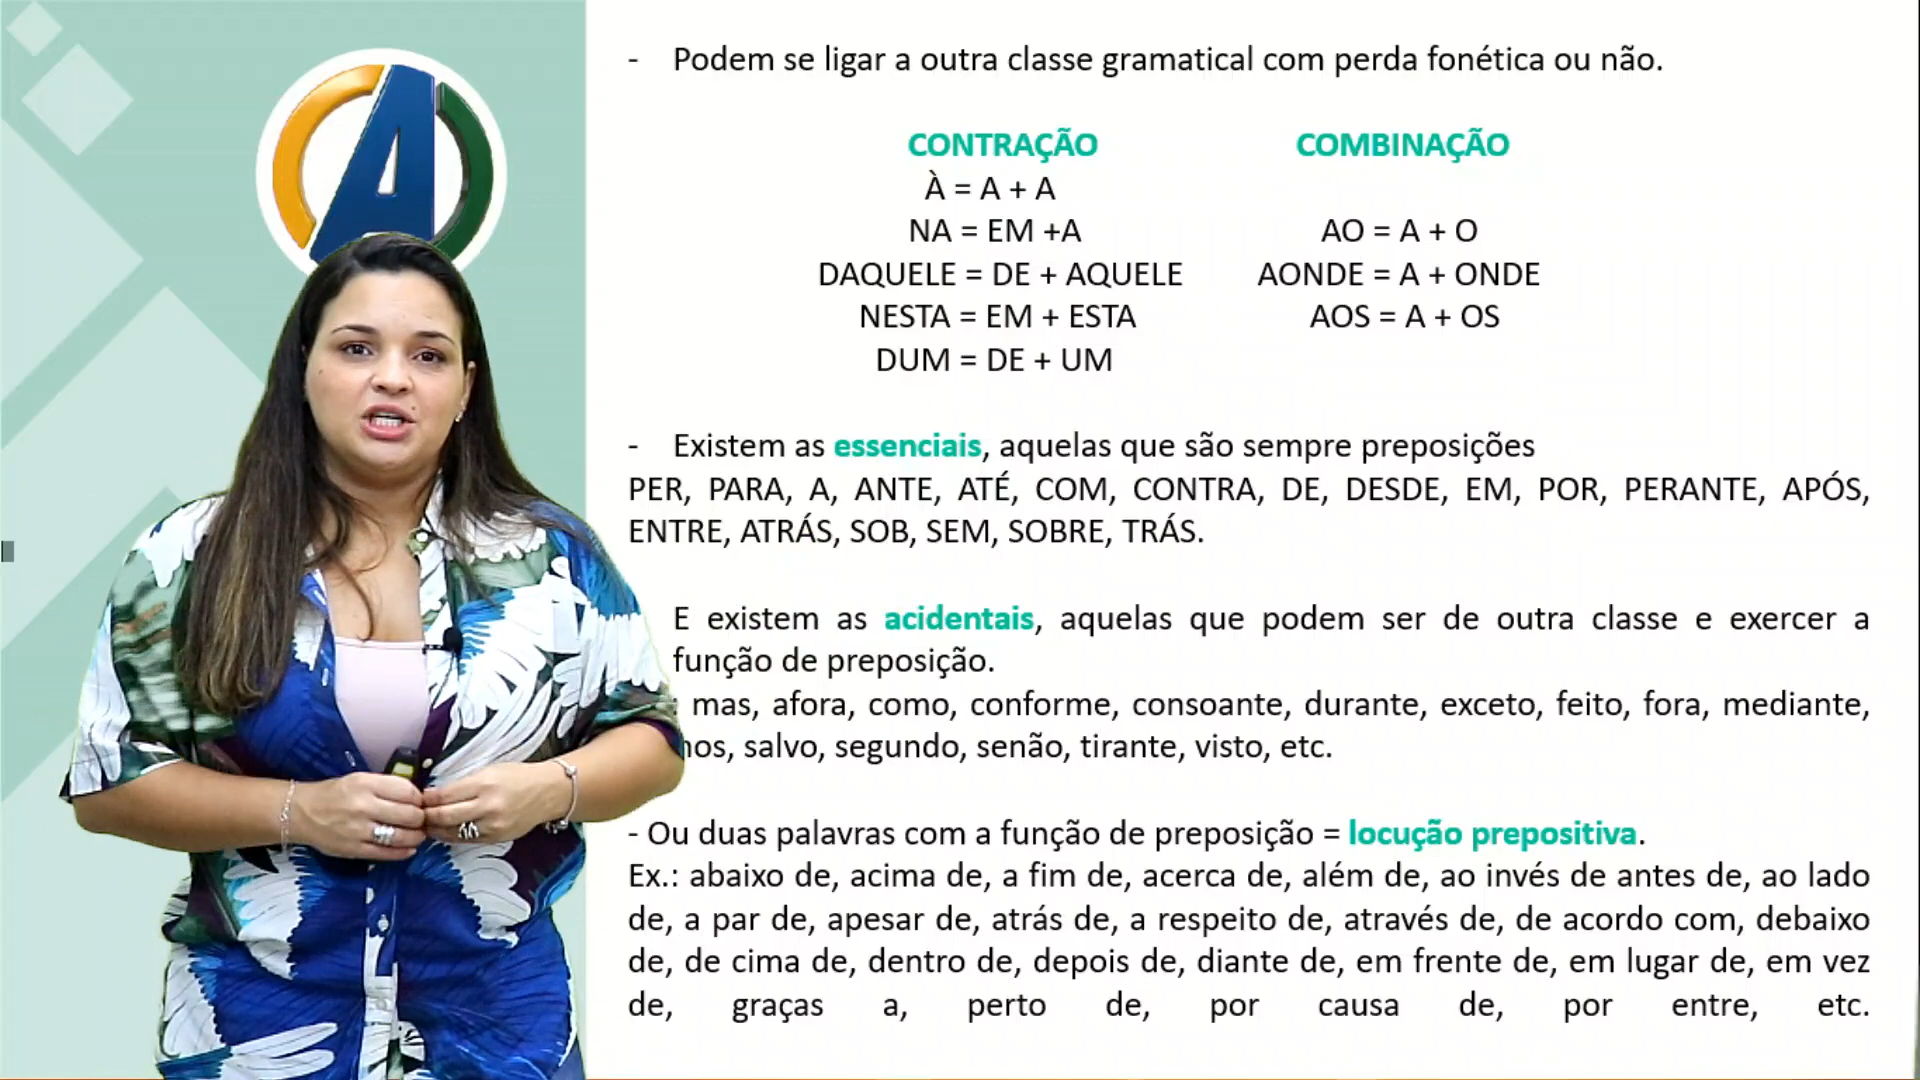 - Podem se ligar a outra classe gramatical com perda fonética ou não.
CONTRAÇÃO
À = A + A
NA = EM +A
DAQUELE = DE + AQUELE
NESTA = EM + ESTA
DUM = DE + UM
COMBINAÇÃO
AO = A + O
AONDE = A + ONDE
AOS = A + OS
- Existem as essenciais, aquelas que são sempre preposições
PER, PARA, A, ANTE, ATÉ, COM, CONTRA, DE, DESDE, EM, POR, PERANTE, APÓS,
ENTRE, ATRÁS, SOB, SEM, SOBRE, TRÁS.
E existem as acidentais, aquelas que podem ser de outra classe e exercer a
função de preposição.
mas, afora, como, conforme, consoante, durante, exceto, feito, fora, mediante,
salvo, segundo, senão, tirante, visto, etc.
- Ou duas palavras com a função de preposição = locução prepositiva.
Ex.: abaixo de, acima de, a fim de, acerca de, além de, ao invés de antes de, ao lado
de, a par de, apesar de, atrás de, a respeito de, através de, de acordo com, debaixo
de, de cima de, dentro de, depois de, diante de, em frente de, em lugar de, em vez
de, graças a, perto de, por causa de, por entre, etc.